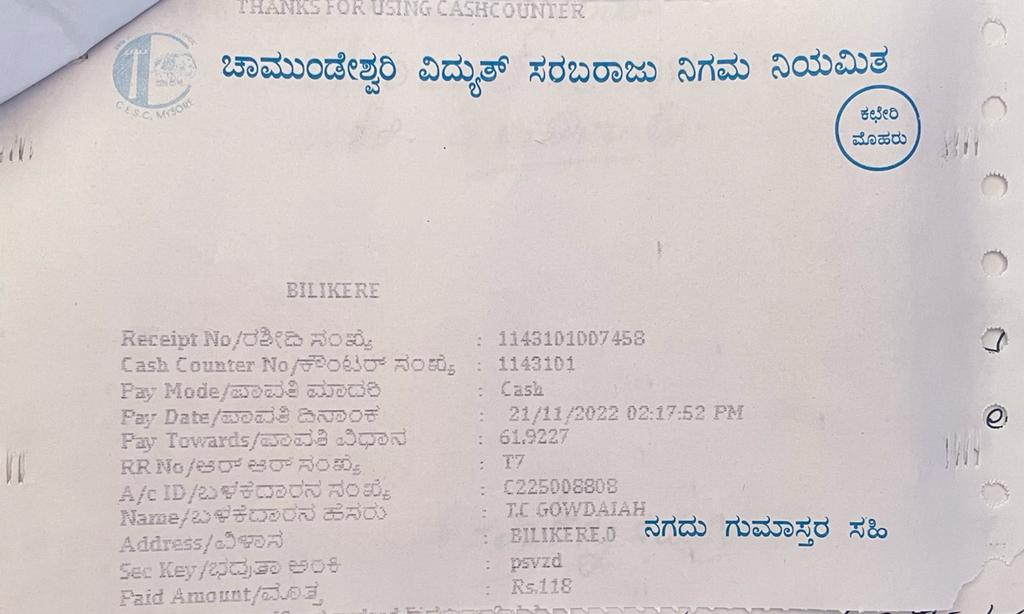 THANKS FOR USING CASHCOUNTER
ಚಾಮುಂಡೇಶ್ವರಿ ವಿದ್ಯುತ್ ಸರಬರಾಜು ನಿಗಮ ನಿಯಮಿತ
C.E.S.C, MYSORE
ಕಛೇರಿ
ಮೊಹರು
BILIKERE
Receipt No/ರಶೀದಿ ಸಂಖ್ಯೆ : 1143101007458
Cash Counter No/ಕೌಂಟರ್ ಸಂಖ್ಯೆ : 1143101
Pay Mode/ಪಾವತಿ ಮಾದರಿ : Cash
Pay Date/ಪಾವತಿ ದಿನಾಂಕ : 21/11/2022 02:17:52 PM
Pay Towards/ಪಾವತಿ ವಿಧಾನ : 61.9227
RR No/ಆರ್ ಆರ್ ಸಂಖ್ಯೆ : T7
A/c ID/ಬಳಕೆದಾರನ ಸಂಖ್ಯೆ : C225008808
Name/ಬಳಕೆದಾರನ ಹೆಸರು : T.C GOWDAIAH
Address/ವಿಳಾಸ : BILIKERE,0 ನಗದು ಗುಮಾಸ್ತರ ಸಹಿ
Sec Key/ಭದ್ರತಾ ಅಂಕಿ : psvzd
Paid Amount/ಮೊತ್ತ : Rs.118